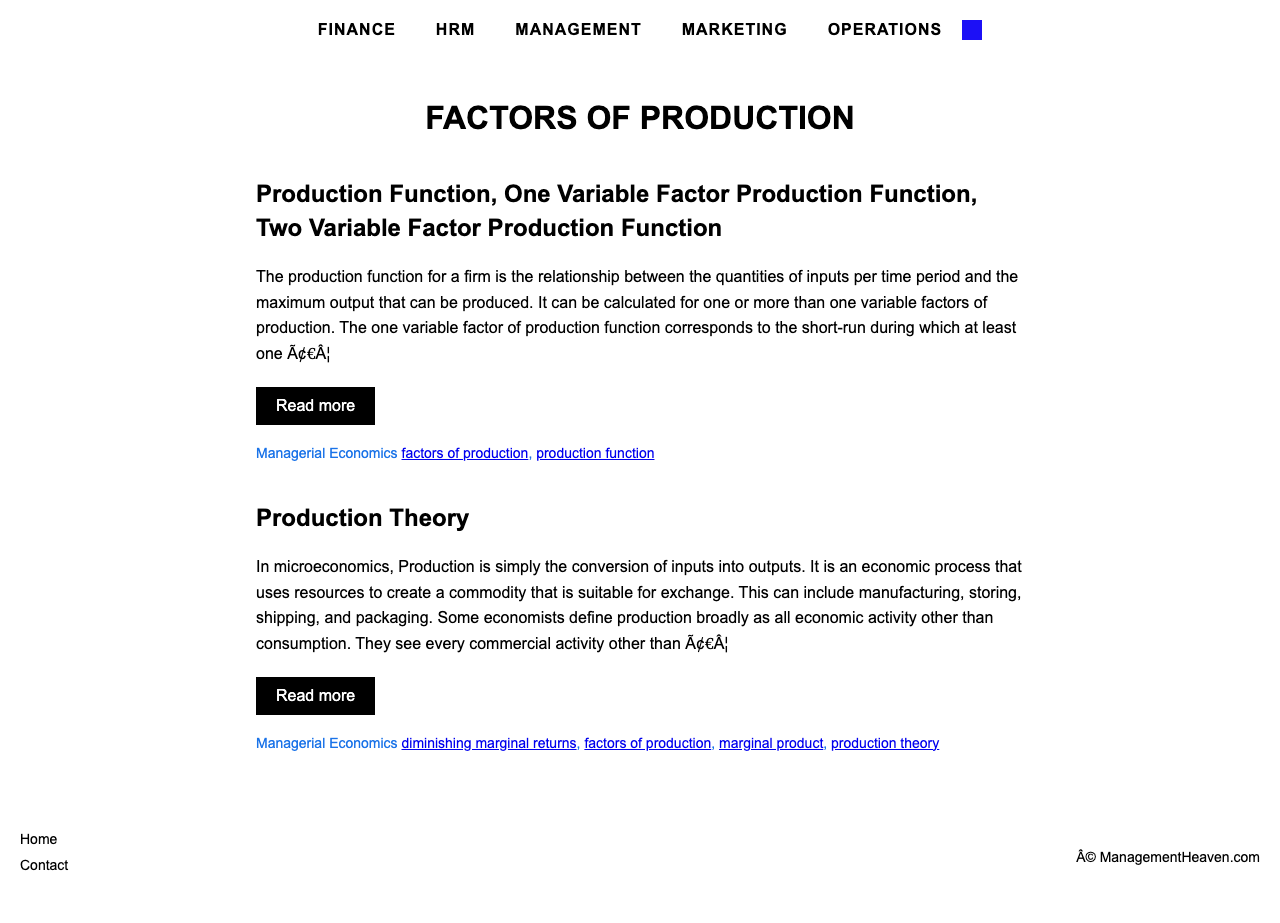 FINANCE HRM MANAGEMENT MARKETING OPERATIONS
FACTORS OF PRODUCTION
Production Function, One Variable Factor Production Function,
Two Variable Factor Production Function
The production function for a firm is the relationship between the quantities of inputs per time period and the
maximum output that can be produced. It can be calculated for one or more than one variable factors of
production. The one variable factor of production function corresponds to the short-run during which at least
one Ã¢€Â¦
Read more
Managerial Economics factors of production, production function
Production Theory
In microeconomics, Production is simply the conversion of inputs into outputs. It is an economic process that
uses resources to create a commodity that is suitable for exchange. This can include manufacturing, storing,
shipping, and packaging. Some economists define production broadly as all economic activity other than
consumption. They see every commercial activity other than Ã¢€Â¦
Read more
Managerial Economics diminishing marginal returns, factors of production, marginal product, production theory
Home
Contact
Â© ManagementHeaven.com